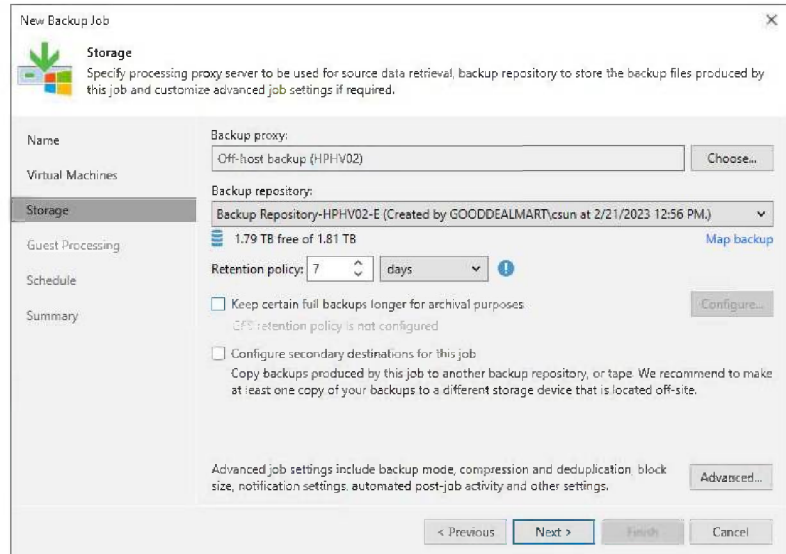 New Backup Job
Storage
Specify processing proxy server to be used for source data retrieval, backup repository to store the backup files produced by
this job and customize advanced job settings if required.
Name
Virtual Machines
Storage
Guest Processing
Schedule
Summary
Backup proxy:
Off-host backup (HPHV02)
Choose...
Backup repository:
Backup Repository-HPHV02-E (Created by GOODDEALMART\csun at 2/21/2023 12:56 PM.)
1.79 TB free of 1.81 TB
Map backup
Retention policy: 7 days
Keep certain full backups longer for archival purposes
Configure...
GFS retention policy is not configured
Configure secondary destinations for this job
Copy backups produced by this job to another backup repository, or tape. We recommend to make
at least one copy of your backups to a different storage device that is located off-site.
Advanced job settings include backup mode, compression and deduplication, block
size, notification settings, automated post-job activity and other settings.
Advanced...
< Previous
Next >
Finish
Cancel